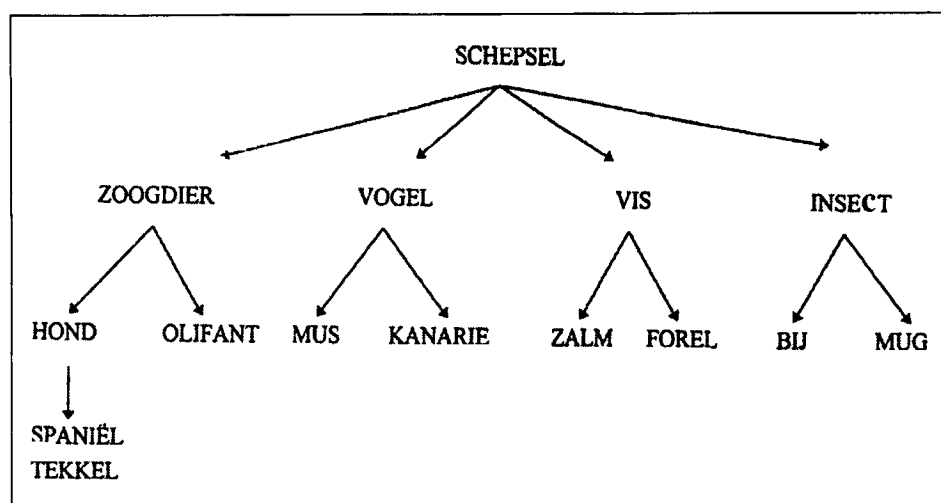 SCHEPSEL
ZOOGDIER VOGEL VIS INSECT
HOND OLIFANT MUS KANARIE ZALM FOREL BIJ MUG
SPANIËL
TEKKEL